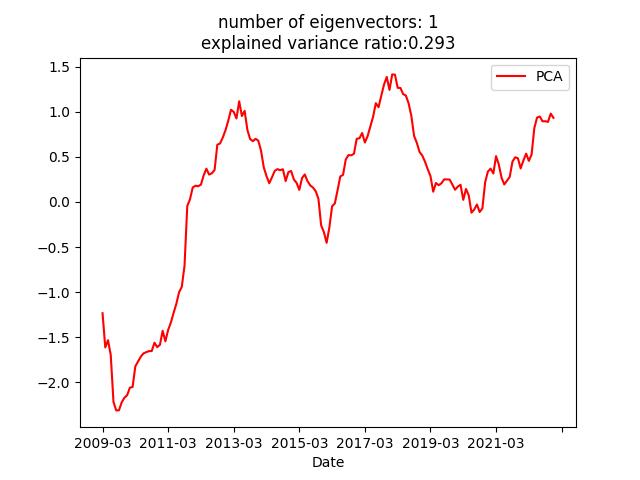 number of eigenvectors: 1
explained variance ratio:0.293
PCA
1.5
1.0
0.5
0.0
−0.5
−1.0
−1.5
−2.0
2009-03 2011-03 2013-03 2015-03 2017-03 2019-03 2021-03
Date